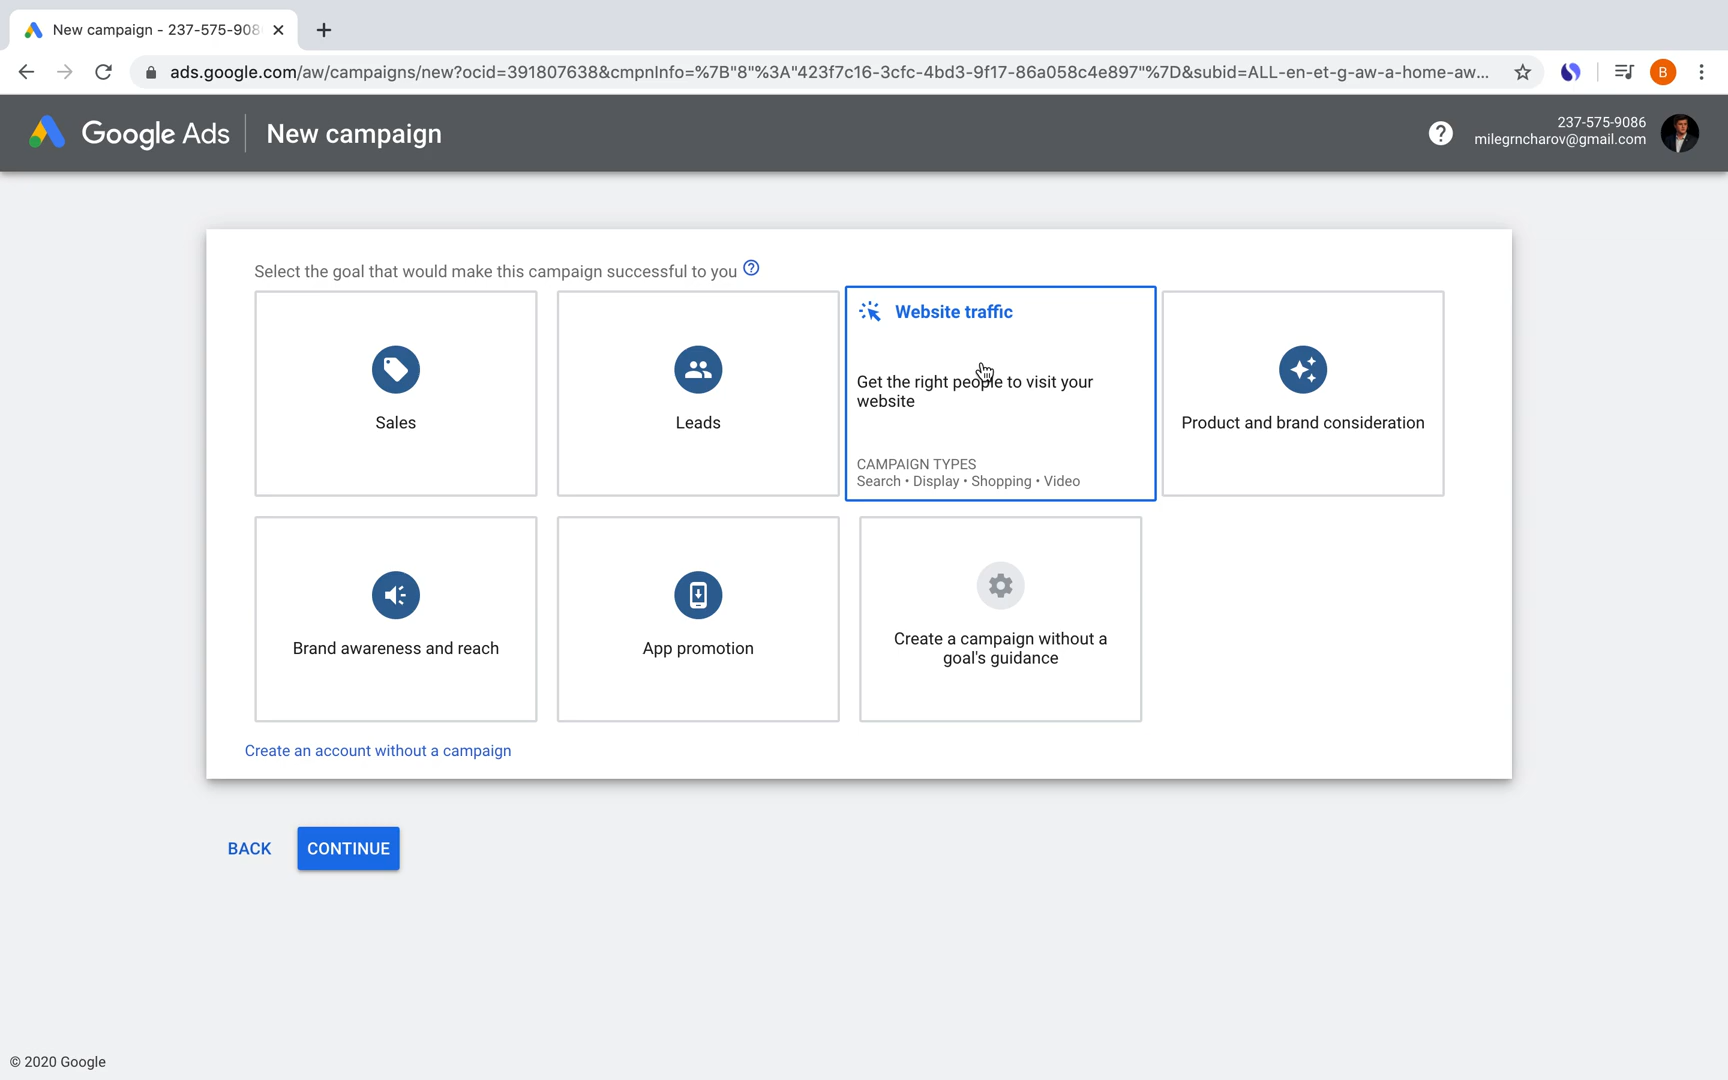 New campaign - 237-575-908
ads.google.com/aw/campaigns/new?ocid=391807638&cmpnInfo=%7B"8"%3A"423f7c16-3cfc-4bd3-9f17-86a058c4e897"%7D&subid=ALL-en-et-g-aw-a-home-aw...
B
Google Ads
New campaign
237-575-9086
milegrncharov@gmail.com
Select the goal that would make this campaign successful to you
Sales
Leads
Website traffic
Get the right people to visit your
website
CAMPAIGN TYPES
Search • Display • Shopping • Video
Product and brand consideration
Brand awareness and reach
App promotion
Create a campaign without a
goal's guidance
Create an account without a campaign
BACK
CONTINUE
© 2020 Google